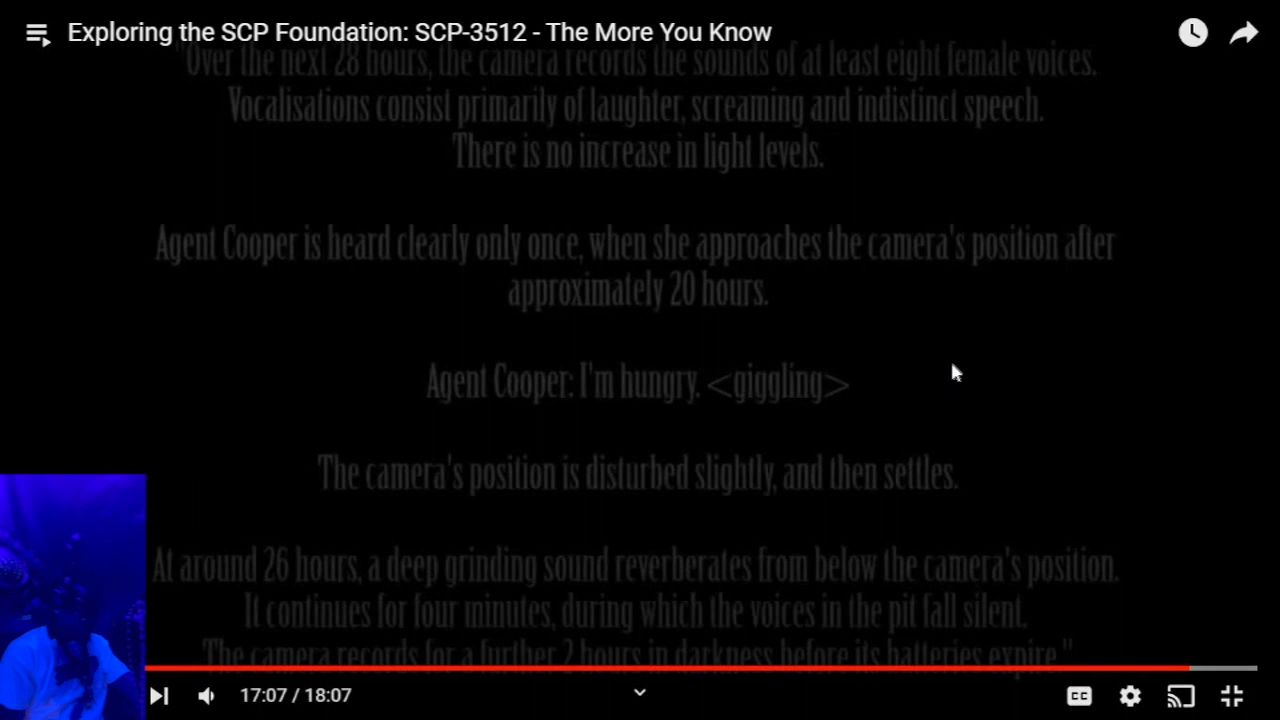 Exploring the SCP Foundation: SCP-3512 - The More You Know
"Over the next 28 hours, the camera records the sounds of at least eight female voices.
Vocalisations consist primarily of laughter, screaming and indistinct speech.
There is no increase in light levels.
Agent Cooper is heard clearly only once, when she approaches the camera's position after
approximately 20 hours.
Agent Cooper: I'm hungry. <giggling>
The camera's position is disturbed slightly, and then settles.
At around 26 hours, a deep grinding sound reverberates from below the camera's position.
It continues for four minutes, during which the voices in the pit fall silent.
The camera records for a further 2 hours in darkness before its batteries expire."
17:07 / 18:07
CC